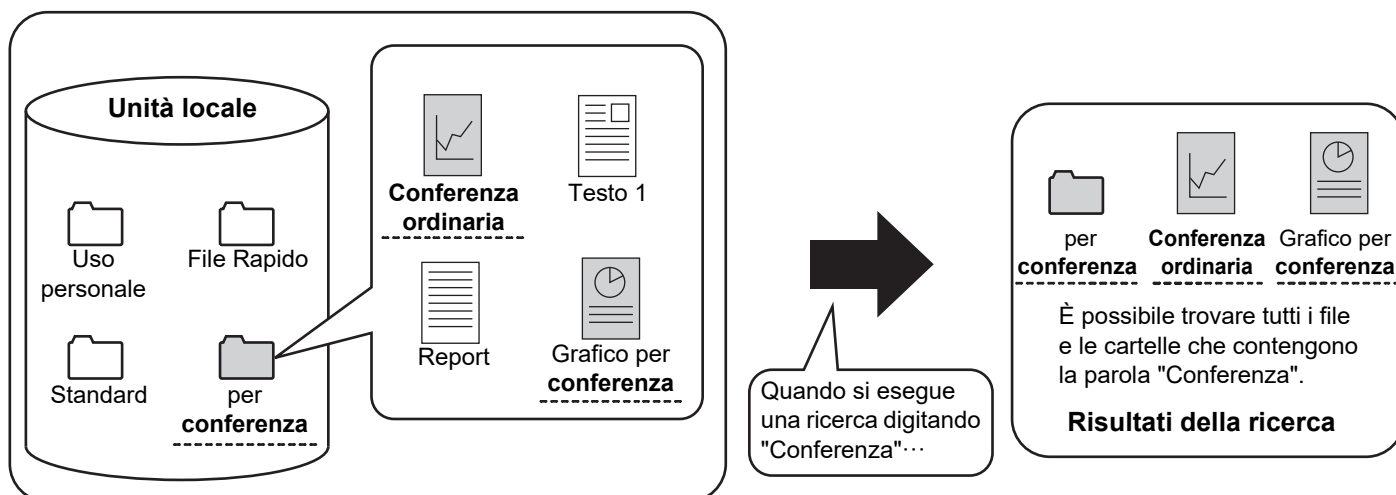 Unità locale
Uso
personale
File Rapido
Standard
per
conferenza
Conferenza
ordinaria
Testo 1
Report
Grafico per
conferenza
Quando si esegue
una ricerca digitando
"Conferenza"···
per
conferenza
Conferenza
ordinaria
Grafico per
conferenza
È possibile trovare tutti i file
e le cartelle che contengono
la parola "Conferenza".
Risultati della ricerca